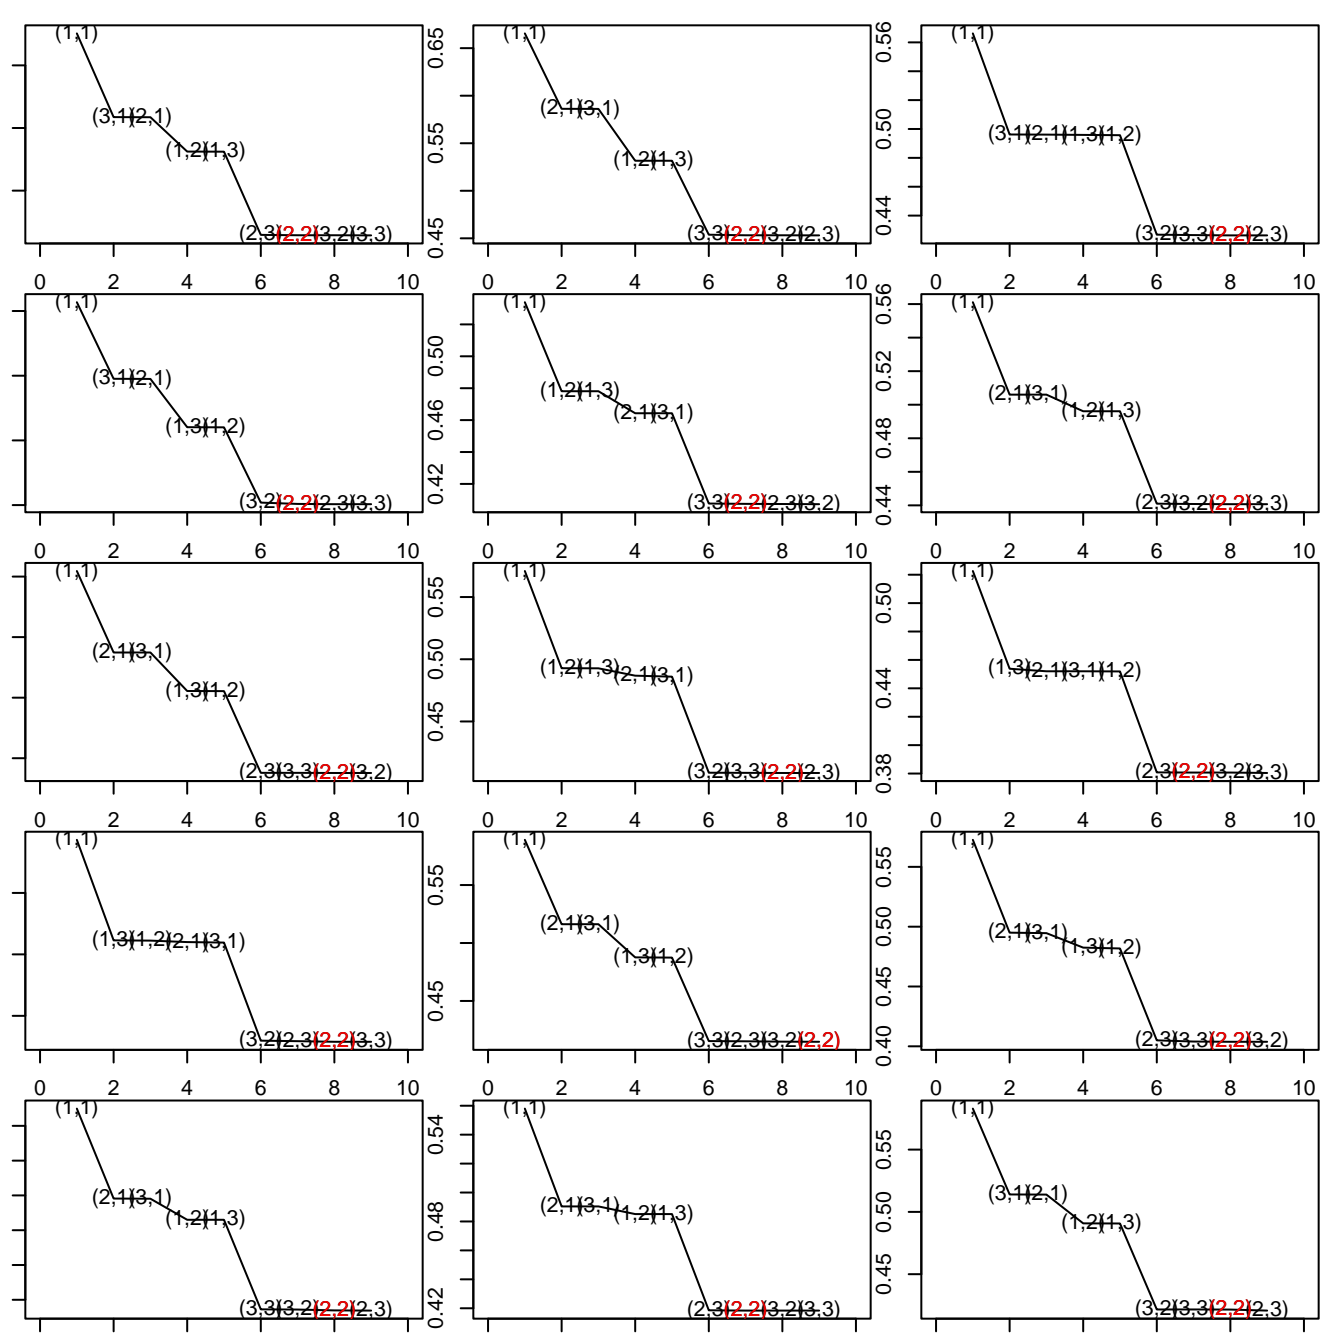 (1,1) (1,1) (1,1)
0.65 0.56
(3,1) (2,1) (2,1) (3,1) (3,1) (2,1) (1,3) (1,2)
0.55 0.50
(1,2) (1,3) (1,2) (1,3)
0.45 0.44
(2,3) (2,2) (3,2) (3,3) (3,3) (2,2) (3,2) (2,3) (3,2) (3,3) (2,2) (2,3)
0 2 4 6 8 10 0 2 4 6 8 10 0 2 4 6 8 10
(1,1) (1,1) (1,1)
0.50 0.56
(3,1) (2,1) (1,2) (1,3) (2,1) (3,1)
0.46 0.52
(1,3) (1,2) (2,1) (3,1) (1,2) (1,3)
0.42 0.48
0.44
(3,2) (2,2) (2,3) (3,3) (3,3) (2,2) (2,3) (3,2) (2,3) (3,2) (2,2) (3,3)
0 2 4 6 8 10 0 2 4 6 8 10 0 2 4 6 8 10
(1,1) (1,1) (1,1)
0.55 0.50
(2,1) (3,1) (1,2) (1,3) (2,1) (3,1) (1,3) (2,1) (3,1) (1,2)
0.50 0.44
(1,3) (1,2)
0.45 0.38
(2,3) (3,3) (2,2) (3,2) (3,2) (3,3) (2,2) (2,3) (2,3) (2,2) (3,2) (3,3)
0 2 4 6 8 10 0 2 4 6 8 10 0 2 4 6 8 10
(1,1) (1,1) (1,1)
0.55 0.55
(1,3) (1,2) (2,1) (3,1) (2,1) (3,1) (2,1) (3,1)
0.50
(1,3) (1,2) (1,3) (1,2)
0.45 0.45
0.40
(3,2) (2,3) (2,2) (3,3) (3,3) (2,3) (3,2) (2,2) (2,3) (3,3) (2,2) (3,2)
0 2 4 6 8 10 0 2 4 6 8 10 0 2 4 6 8 10
(1,1) (1,1) (1,1)
0.54 0.55
(2,1) (3,1) (2,1) (3,1) (3,1) (2,1)
0.48 0.50
(1,2) (1,3) (1,2) (1,3) (1,2) (1,3)
0.42 0.45
(3,3) (3,2) (2,2) (2,3) (2,3) (2,2) (3,2) (3,3) (3,2) (3,3) (2,2) (2,3)